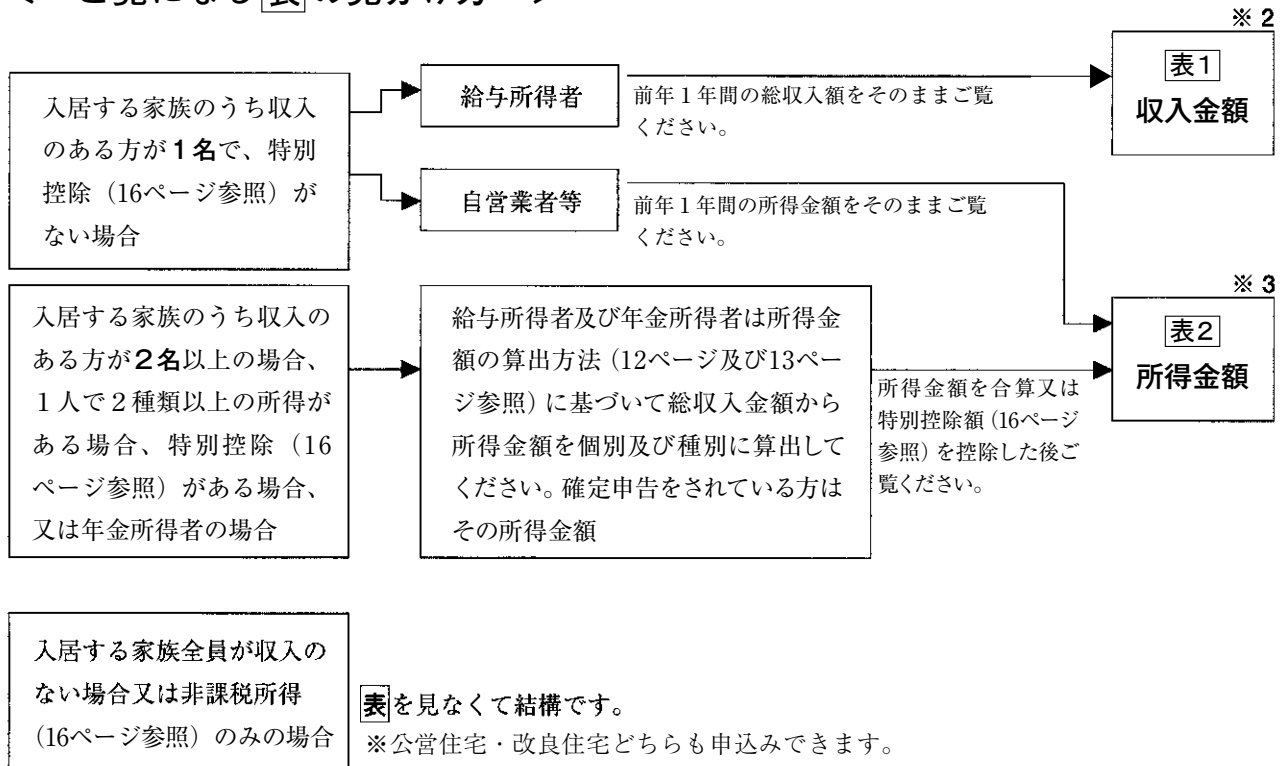 ご覧になる表の見分け方
※2
表1
収入金額
入居する家族のうち収入
のある方が1名で、特別
控除（16ページ参照）が
ない場合
給与所得者
前年１年間の総収入額をそのままご覧
ください。
自営業者等
前年１年間の所得金額をそのままご覧
ください。
※3
表2
所得金額
入居する家族のうち収入の
ある方が2名以上の場合、
１人で２種類以上の所得が
ある場合、特別控除（16
ページ参照）がある場合、
又は年金所得者の場合
給与所得者及び年金所得者は所得金
額の算出方法（12ページ及び13ペー
ジ参照）に基づいて総収入金額から
所得金額を個別及び種別に算出して
ください。確定申告をされている方は
その所得金額
所得金額を合算又は
特別控除額（16ページ
参照）を控除した後ご
覧ください。
入居する家族全員が収入の
ない場合又は非課税所得
（16ページ参照）のみの場合
表を見なくて結構です。
※公営住宅・改良住宅どちらも申込みできます。